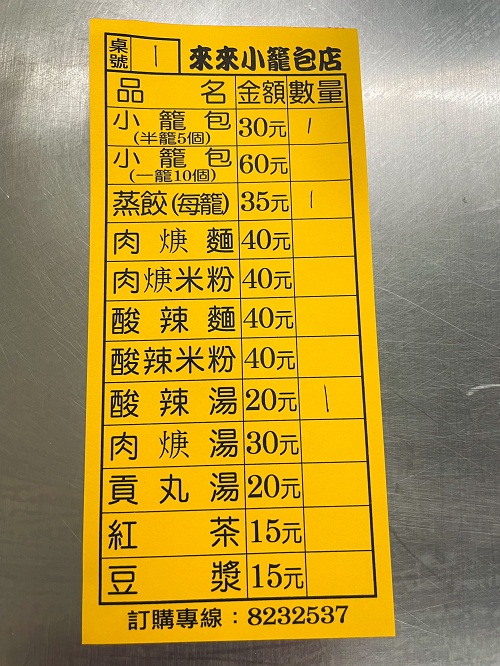 桌號 1 來來小籠包店
品名 金額 數量
小籠包 30元 1
(半籠5個)
小籠包 60元
(一籠10個)
蒸餃(每籠) 35元 1
肉焿麵 40元
肉焿米粉 40元
酸辣麵 40元
酸辣米粉 40元
酸辣湯 20元 1
肉焿湯 30元
貢丸湯 20元
紅茶 15元
豆漿 15元
訂購專線：8232537